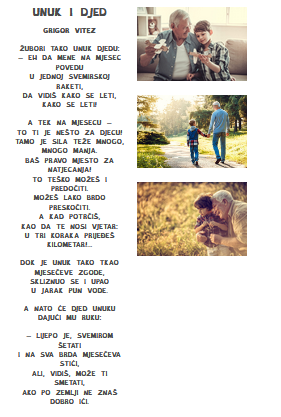 UNUK I DJED
GRIGOR VITEZ
ŽUBORI TAKO UNUK DJEDU:
– EH DA MENE NA MJESEC
POVEDU
U JEDNOJ SVEMIRSKOJ
RAKETI,
DA VIDIŠ KAKO SE LETI,
KAKO SE LETI!
A TEK NA MJESECU –
TO TI JE NEŠTO ZA DJECU!
TAMO JE SILA TEŽE MNOGO,
MNOGO MANJA.
BAŠ PRAVO MJESTO ZA
NATJECANJA!
TO TEŠKO MOŽEŠ I
PREDOČITI.
MOŽEŠ LAKO BRDO
PRESKOČITI.
A KAD POTRČIŠ,
KAO DA TE NOSI VJETAR:
U TRI KORAKA PRIJEĐEŠ
KILOMETAR!..
DOK JE UNUK TAKO TKAO
MJESEČEVE ZGODE,
SKLIZNUO SE I UPAO
U JARAK PUN VODE.
A NATO ĆE DJED UNUKU
DAJUĆI MU RUKU:
– LIJEPO JE, SVEMIROM
ŠETATI
I NA SVA BRDA MJESEČEVA
STIĆI,
ALI, VIDIŠ, MOŽE TI
SMETATI,
AKO PO ZEMLJI NE ZNAŠ
DOBRO IĆI.